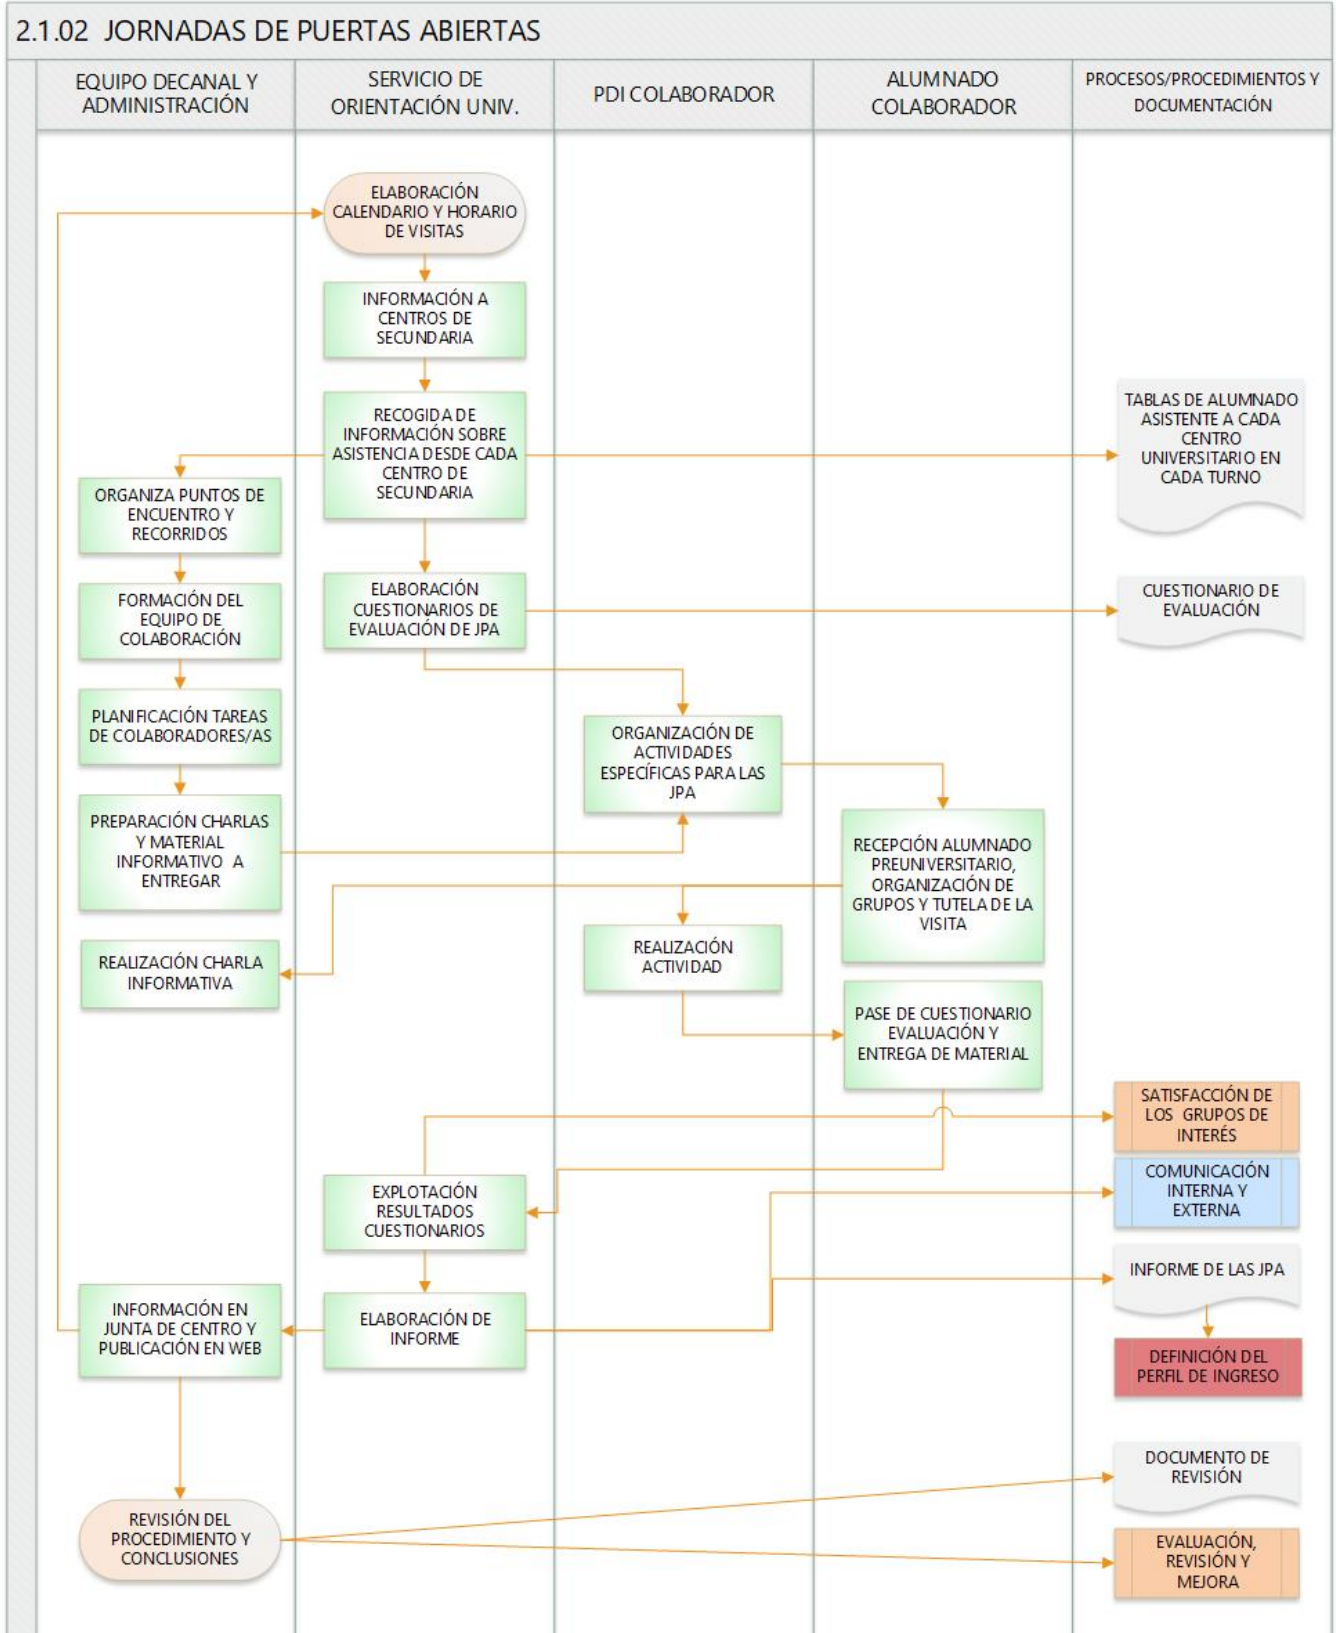 2.1.02 JORNADAS DE PUERTAS ABIERTAS
EQUIPO DECANAL Y
ADMINISTRACIÓN
SERVICIO DE
ORIENTACIÓN UNIV.
PDI COLABORADOR
ALUMNADO
COLABORADOR
PROCESOS/PROCEDIMIENTOS Y
DOCUMENTACIÓN
ELABORACIÓN
CALENDARIO Y HORARIO
DE VISITAS
INFORMACIÓN A
CENTROS DE
SECUNDARIA
RECOGIDA DE
INFORMACIÓN SOBRE
ASISTENCIA DESDE CADA
CENTRO DE
SECUNDARIA
TABLAS DE ALUMNADO
ASISTENTE A CADA
CENTRO
UNIVERSITARIO EN
CADA TURNO
ORGANIZA PUNTOS DE
ENCUENTRO Y
RECORRIDOS
FORMACIÓN DEL
EQUIPO DE
COLABORACIÓN
ELABORACIÓN
CUESTIONARIOS DE
EVALUACIÓN DE JPA
CUESTIONARIO DE
EVALUACIÓN
PLANIFICACIÓN TAREAS
DE COLABORADORES/AS
ORGANIZACIÓN DE
ACTIVIDADES
ESPECÍFICAS PARA LAS
JPA
PREPARACIÓN CHARLAS
Y MATERIAL
INFORMATIVO A
ENTREGAR
RECEPCIÓN ALUMNADO
PREUNIVERSITARIO,
ORGANIZACIÓN DE
GRUPOS Y TUTELA DE LA
VISITA
REALIZACIÓN CHARLA
INFORMATIVA
REALIZACIÓN
ACTIVIDAD
PASE DE CUESTIONARIO
EVALUACIÓN Y
ENTREGA DE MATERIAL
SATISFACCIÓN DE
LOS GRUPOS DE
INTERÉS
EXPLOTACIÓN
RESULTADOS
CUESTIONARIOS
COMUNICACIÓN
INTERNA Y
EXTERNA
INFORME DE LAS JPA
INFORMACIÓN EN
JUNTA DE CENTRO Y
PUBLICACIÓN EN WEB
ELABORACIÓN DE
INFORME
DEFINICIÓN DEL
PERFIL DE INGRESO
DOCUMENTO DE
REVISIÓN
REVISIÓN DEL
PROCEDIMIENTO Y
CONCLUSIONES
EVALUACIÓN,
REVISIÓN Y
MEJORA